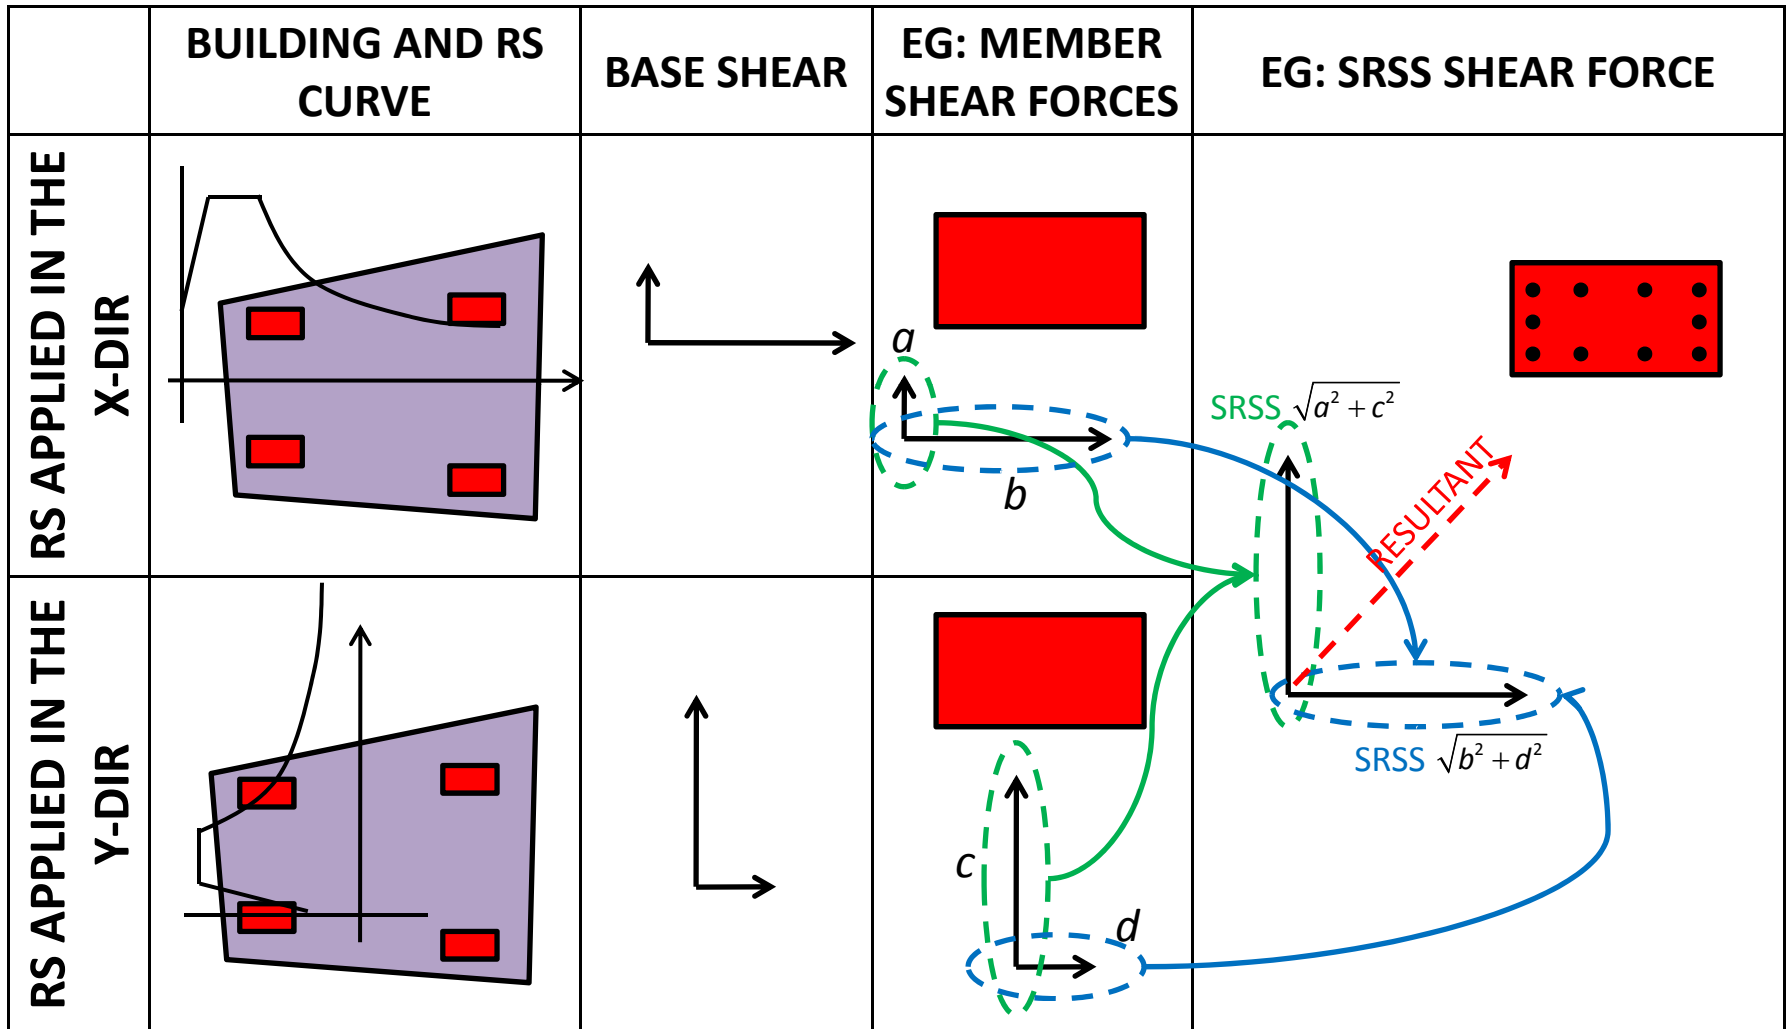 BUILDING AND RS
CURVE
BASE SHEAR
EG: MEMBER
SHEAR FORCES
EG: SRSS SHEAR FORCE
RS APPLIED IN THE
X-DIR
a
b
SRSS √a² + c²
RESULTANT
RS APPLIED IN THE
Y-DIR
c
d
SRSS √b² + d²